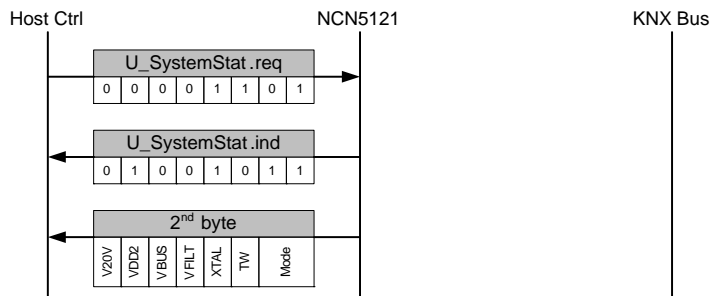 Host Ctrl NCN5121 KNX Bus
U_SystemStat.req
0 0 0 0 1 1 0 1
U_SystemStat.ind
0 1 0 0 1 0 1 1
2nd byte
V20V VDD2 VBUS VFILT XTAL TW Mode